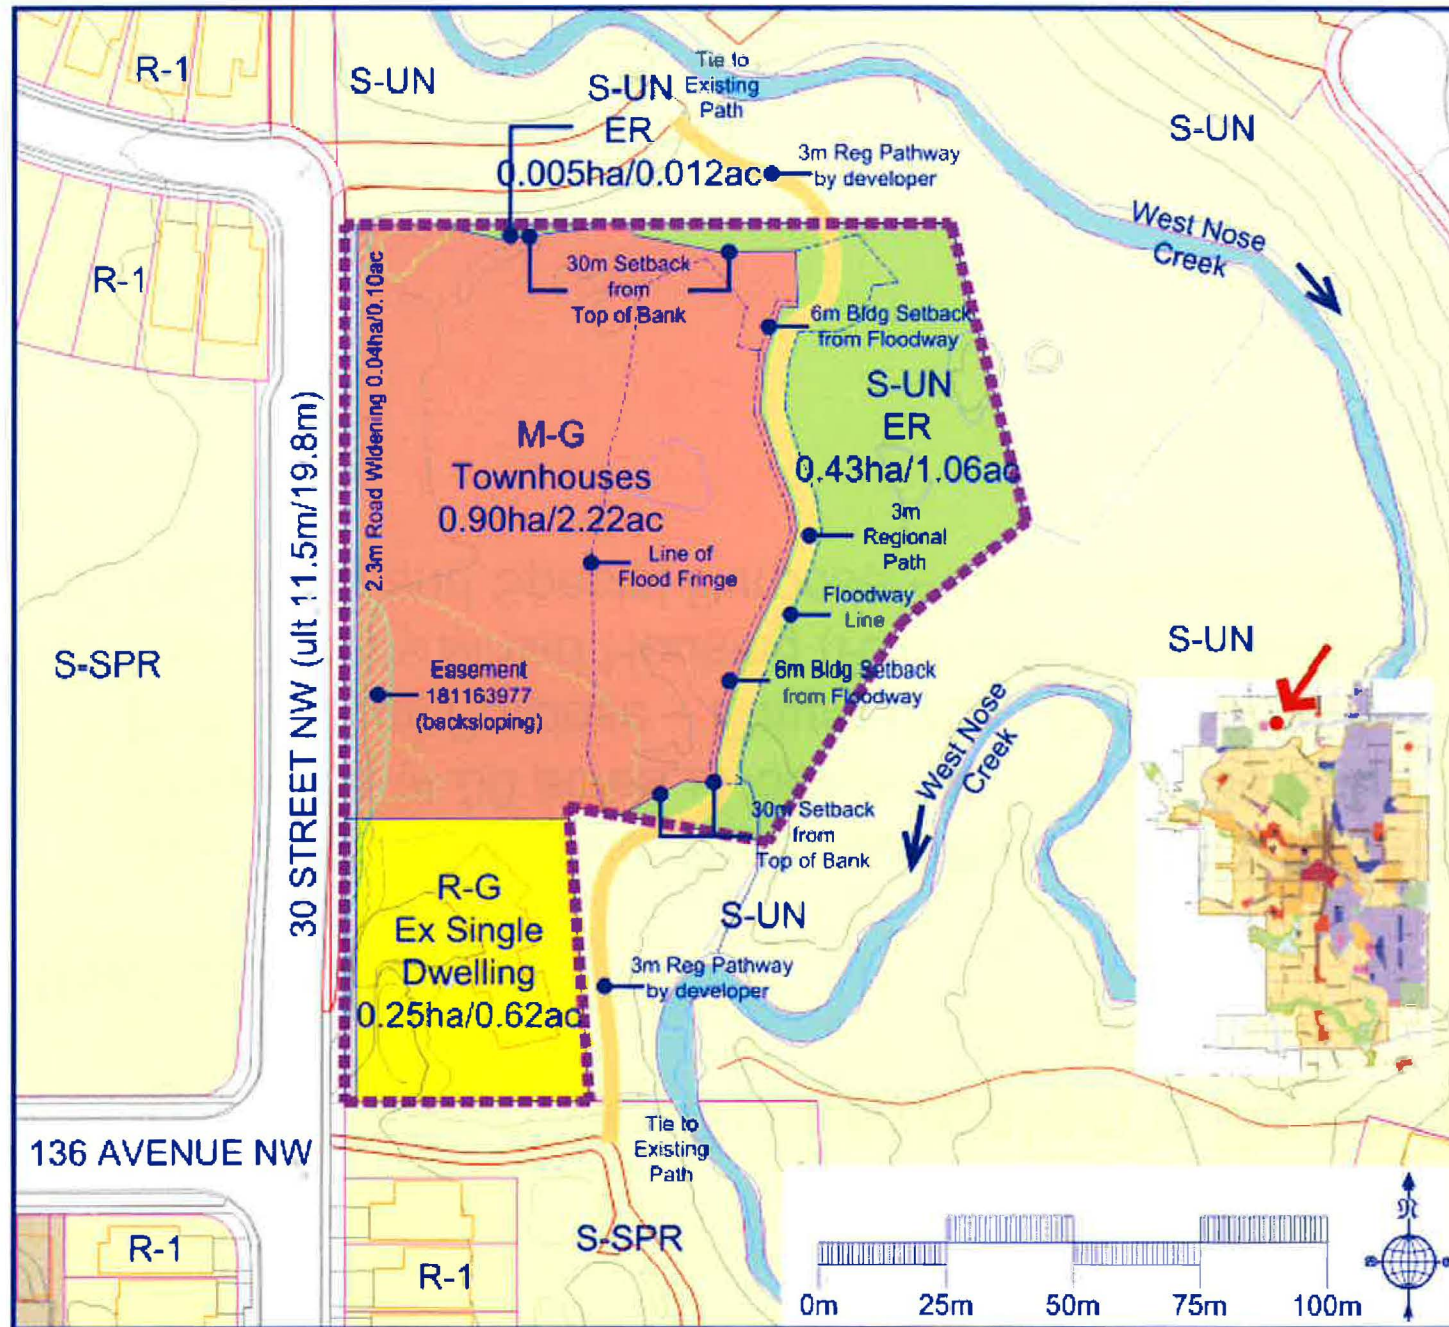 R-1
S-UN
Tie to
Existing
Path
S-UN
ER
0.005ha/0.012ac
S-UN
3m Reg Pathway
by developer
West Nose
Creek
R-1
30m Setback
from
Top of Bank
2.3m Road Widening 0.04ha/0.10ac
6m Bldg Setback
from Floodway
S-UN
ER
0.43ha/1.06ac
M-G
Townhouses
0.90ha/2.22ac
3m
Regional
Path
Line of
Flood Fringe
Floodway
Line
30 STREET NW (ult 11.5m/19.8m)
S-SPR
S-UN
Easement
181163977
(backsloping)
6m Bldg Setback
from Floodway
West Nose
Creek
30m Setback
from
Top of Bank
R-G
Ex Single
Dwelling
0.25ha/0.62ac
S-UN
3m Reg Pathway
by developer
Tie to
Existing
Path
136 AVENUE NW
R-1
R-1
S-SPR
0m
25m
50m
75m
100m